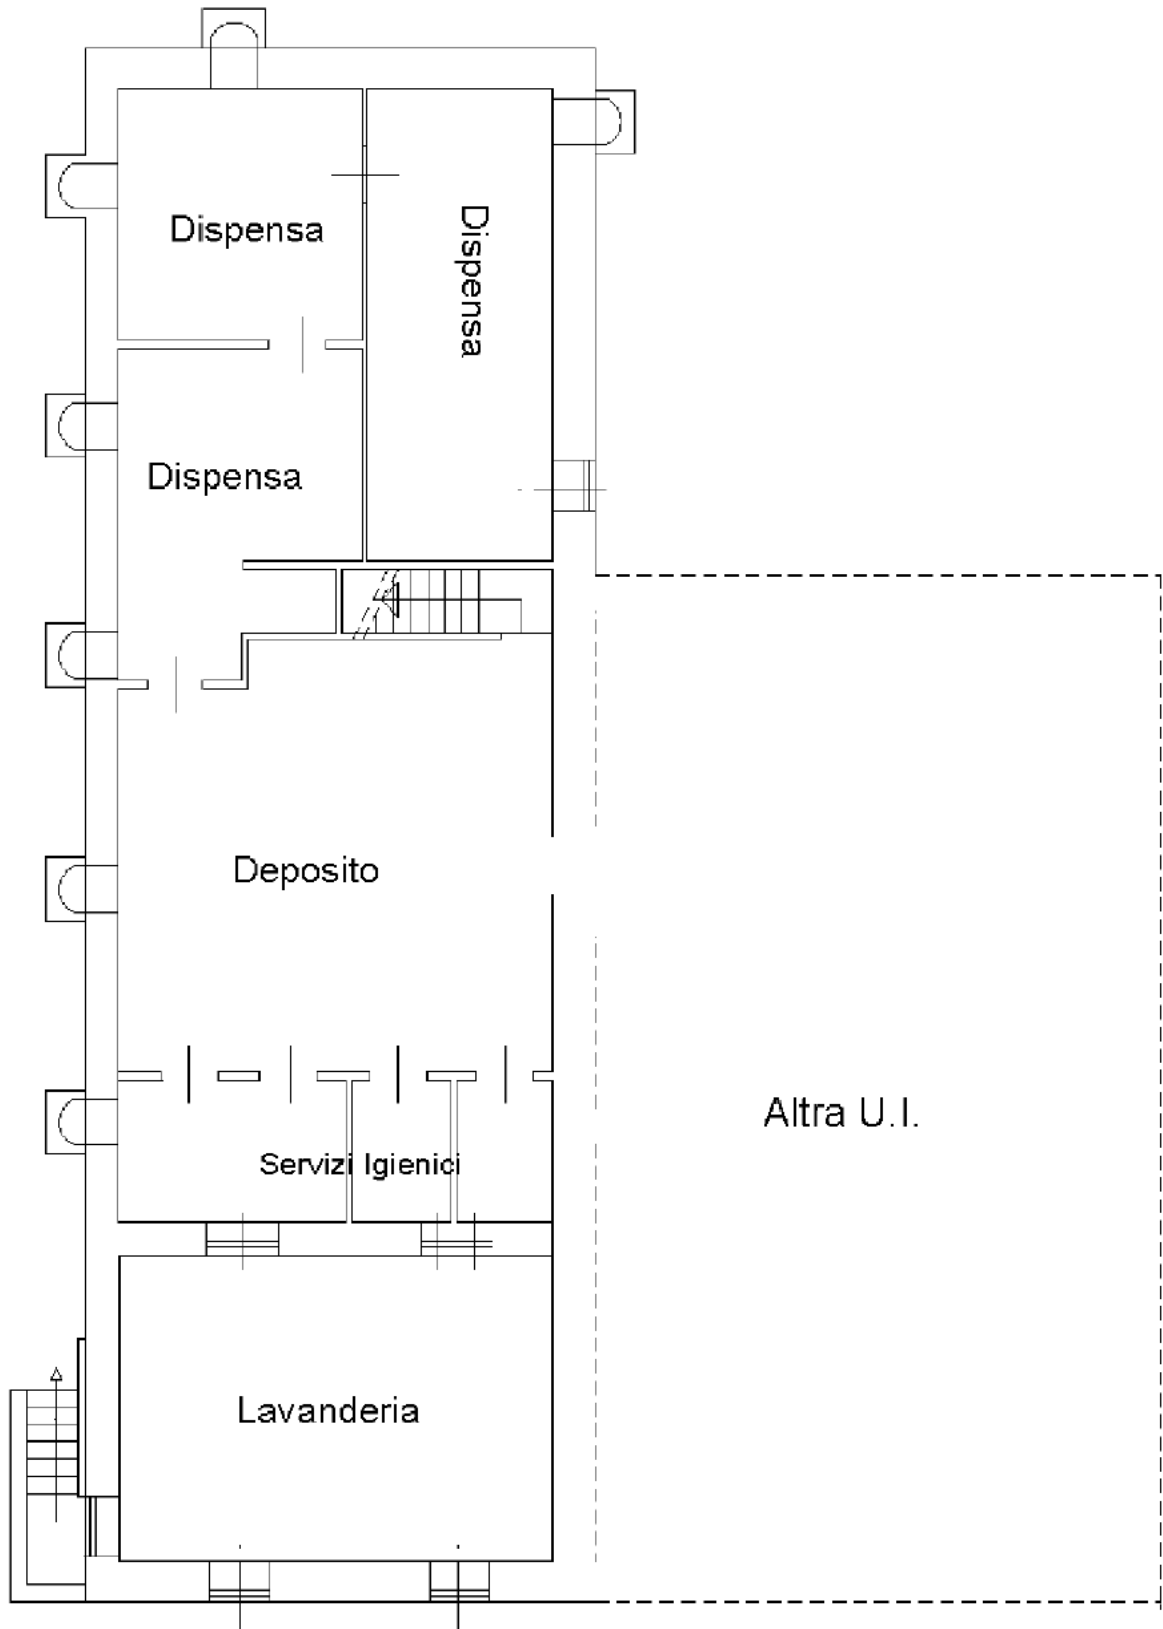 Dispensa
Dispensa
Dispensa
Deposito
Altra U.I.
Servizi Igienici
Lavanderia